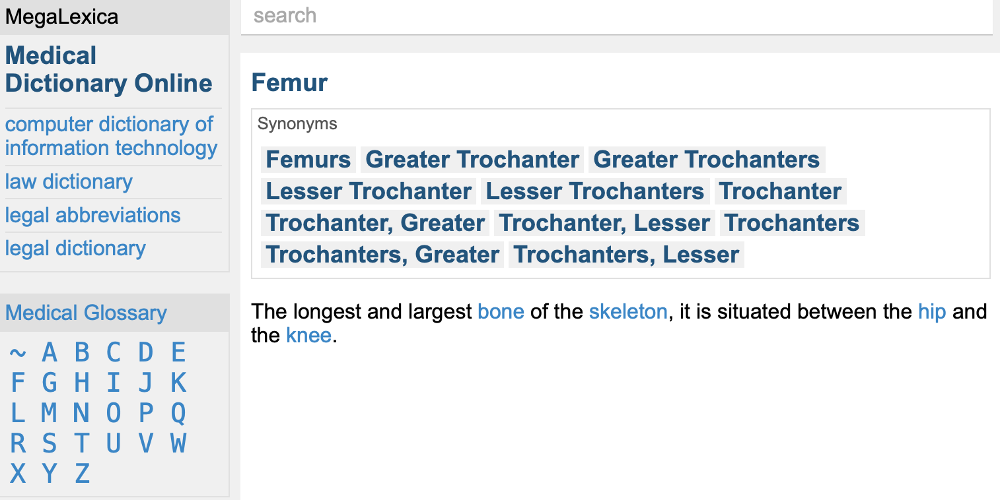 MegaLexica
Medical
Dictionary Online
computer dictionary of
information technology
law dictionary
legal abbreviations
legal dictionary
Medical Glossary
~ A B C D E
F G H I J K
L M N O P Q
R S T U V W
X Y Z
search
Femur
Synonyms
Femurs Greater Trochanter Greater Trochanters
Lesser Trochanter Lesser Trochanters Trochanter
Trochanter, Greater Trochanter, Lesser Trochanters
Trochanters, Greater Trochanters, Lesser
The longest and largest bone of the skeleton, it is situated between the hip and
the knee.